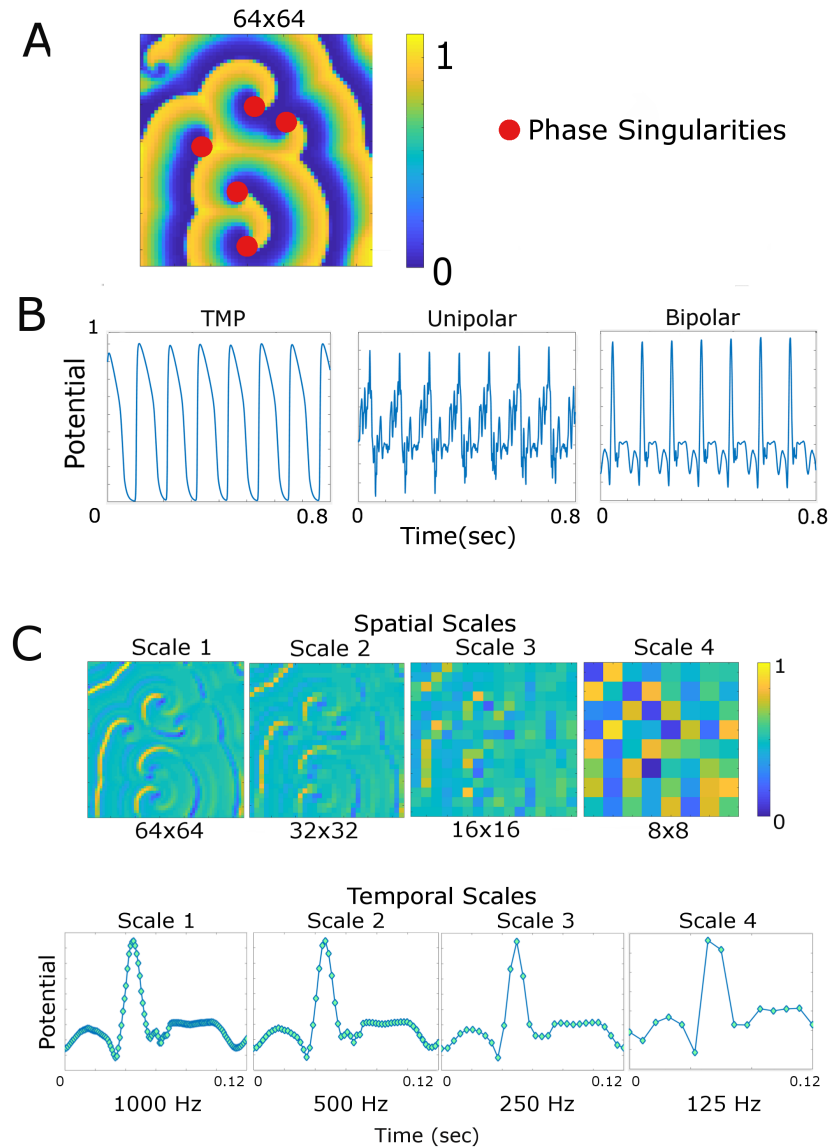 A
64x64
1
0
Phase Singularities
B
TMP
Unipolar
Bipolar
1
Potential
0
0.8
0
0.8
0
0.8
Time(sec)
C
Spatial Scales
Scale 1
Scale 2
Scale 3
Scale 4
1
0
64x64
32x32
16x16
8x8
Temporal Scales
Scale 1
Scale 2
Scale 3
Scale 4
Potential
0
0.12
0
0.12
0
0.12
0
0.12
1000 Hz
500 Hz
250 Hz
125 Hz
Time (sec)